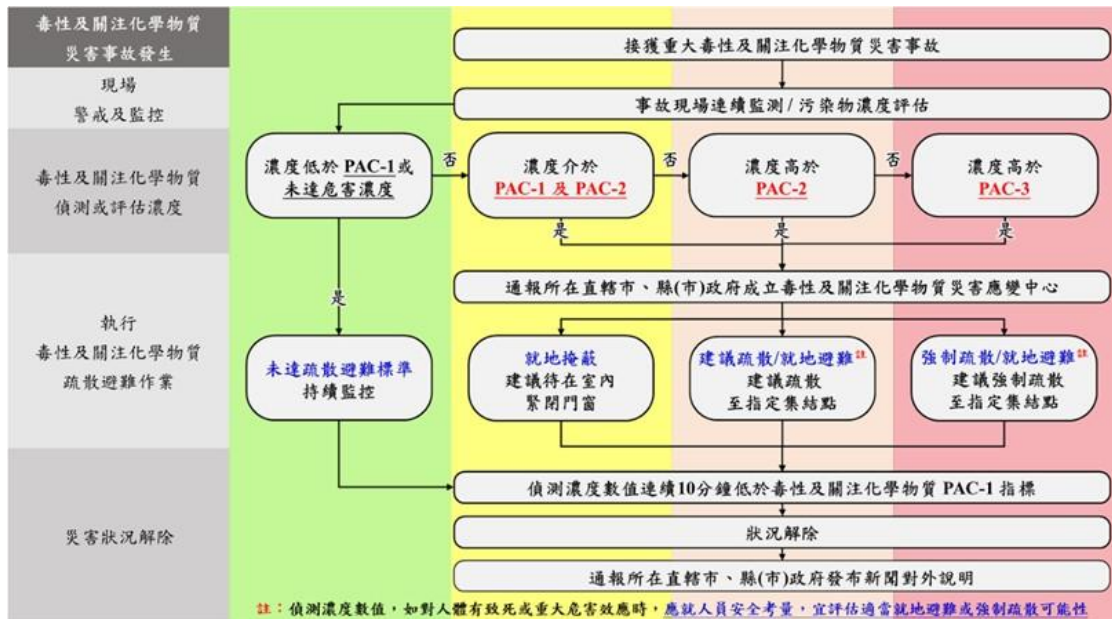 毒性及關注化學物質
災害事故發生
接獲重大毒性及關注化學物質災害事故
現場
警戒及監控
事故現場連續監測/污染物濃度評估
毒性及關注化學物質
偵測或評估濃度
濃度低於 PAC-1或
未達危害濃度
否
濃度介於
PAC-1 及 PAC-2
否
濃度高於
PAC-2
否
濃度高於
PAC-3
是
是
是
是
執行
毒性及關注化學物質
疏散避難作業
通報所在直轄市、縣(市)政府成立毒性及關注化學物質災害應變中心
未達疏散避難標準
持續監控
就地掩蔽
建議待在室內
緊閉門窗
建議疏散/就地避難註
建議疏散
至指定集結點
強制疏散/就地避難註
建議強制疏散
至指定集結點
災害狀況解除
偵測濃度數值連續10分鐘低於毒性及關注化學物質 PAC-1 指標
狀況解除
通報所在直轄市、縣(市)政府發布新聞對外說明
註：偵測濃度數值，如對人體有致死或重大危害效應時，應就人員安全考量，宜評估適當就地避難或強制疏散可能性